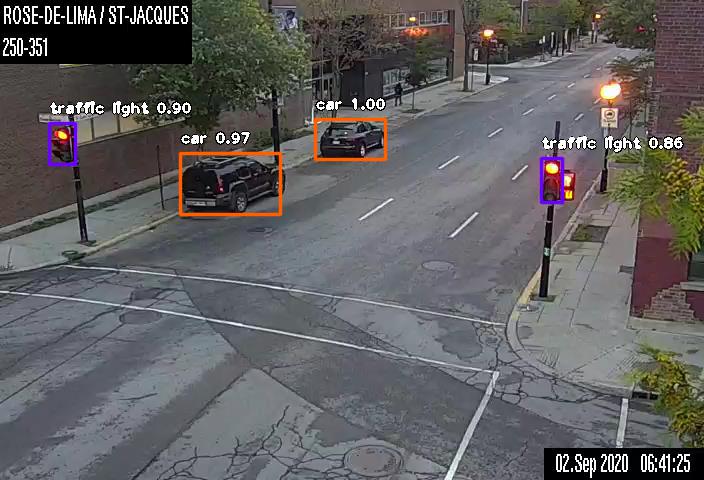 ROSE-DE-LIMA / ST-JACQUES
250-351
traffic light 0.90
car 0.97
car 1.00
traffic light 0.86
02.Sep 2020 06:41:25